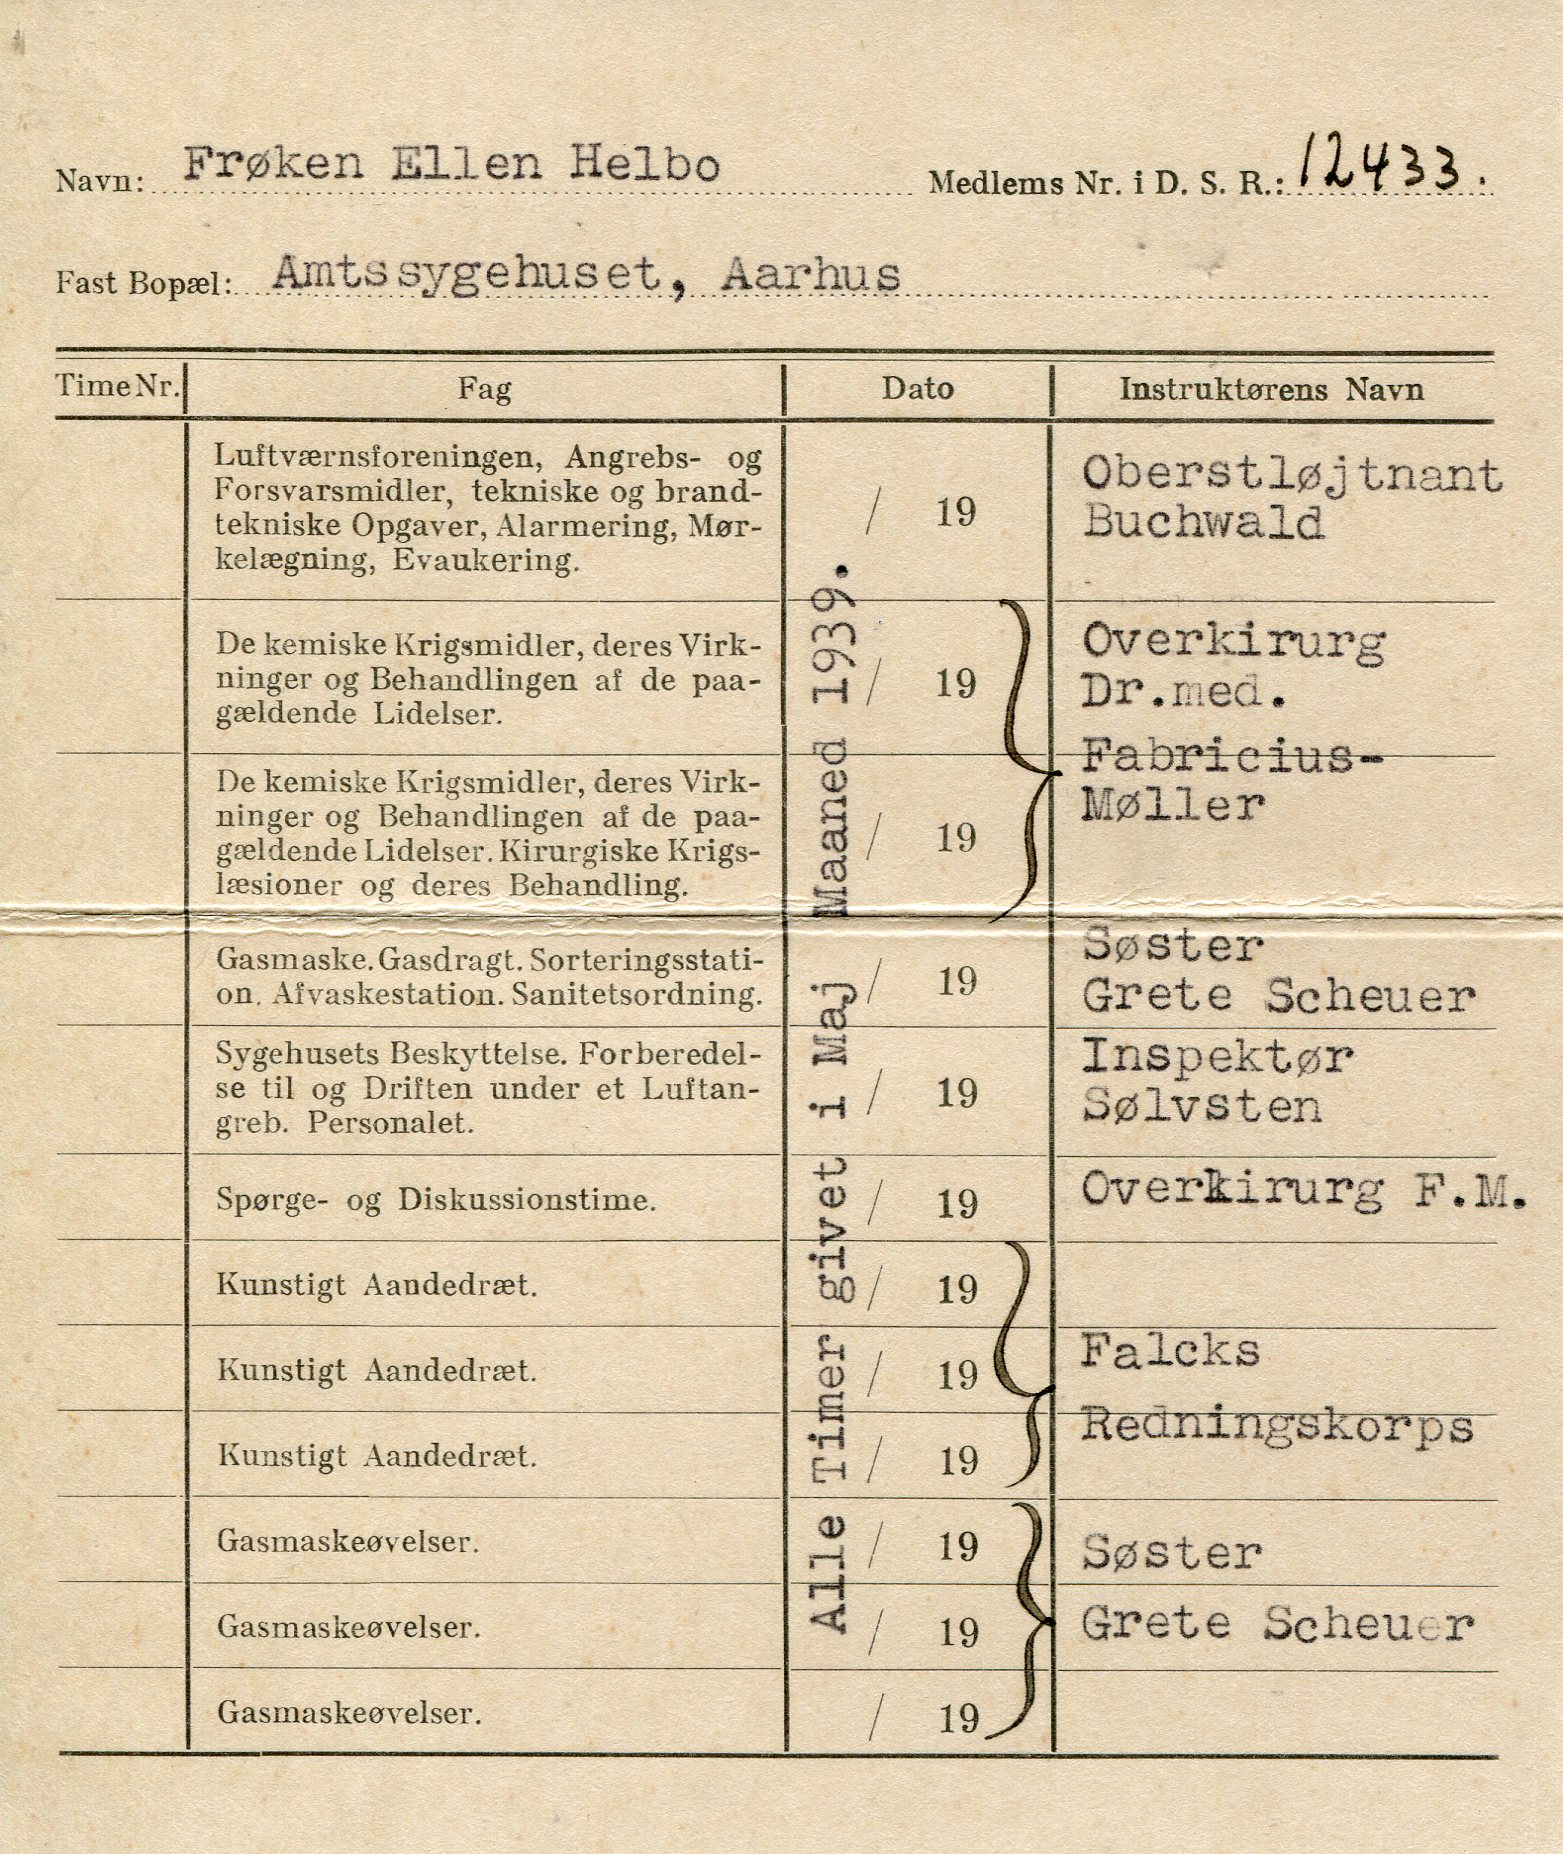 Navn: Frøken Ellen Helbo Medlems Nr. i D. S. R.: 12433.
Fast Bopæl: Amtssygehuset, Aarhus
Time Nr. Fag Dato Instruktørens Navn
Luftværnsforeningen, Angrebs- og
Forsvarsmidler, tekniske og brand-
tekniske Opgaver, Alarmering, Mør-
kelægning, Evaukering.
/ 19
Oberstløjtnant
Buchwald
De kemiske Krigsmidler, deres Virk-
ninger og Behandlingen af de paa-
gældende Lidelser.
/ 19
Overkirurg
Dr.med.
Fabricius-
Møller
De kemiske Krigsmidler, deres Virk-
ninger og Behandlingen af de paa-
gældende Lidelser. Kirurgiske Krigs-
læsioner og deres Behandling.
/ 19
Gasmaske. Gasdragt. Sorteringsstati-
on. Afvaskestation. Sanitetsordning.
/ 19
Søster
Grete Scheuer
Sygehusets Beskyttelse. Forberedel-
se til og Driften under et Luftan-
greb. Personalet.
/ 19
Inspektør
Sølvsten
Spørge- og Diskussionstime.
/ 19
Overkirurg F.M.
Kunstigt Aandedræt.
/ 19
Kunstigt Aandedræt.
/ 19
Falcks
Kunstigt Aandedræt.
/ 19
Redningskorps
Gasmaskeøvelser.
/ 19
Søster
Gasmaskeøvelser.
/ 19
Grete Scheuer
Gasmaskeøvelser.
/ 19
Alle Timer givet i Maj Maaned 1939.